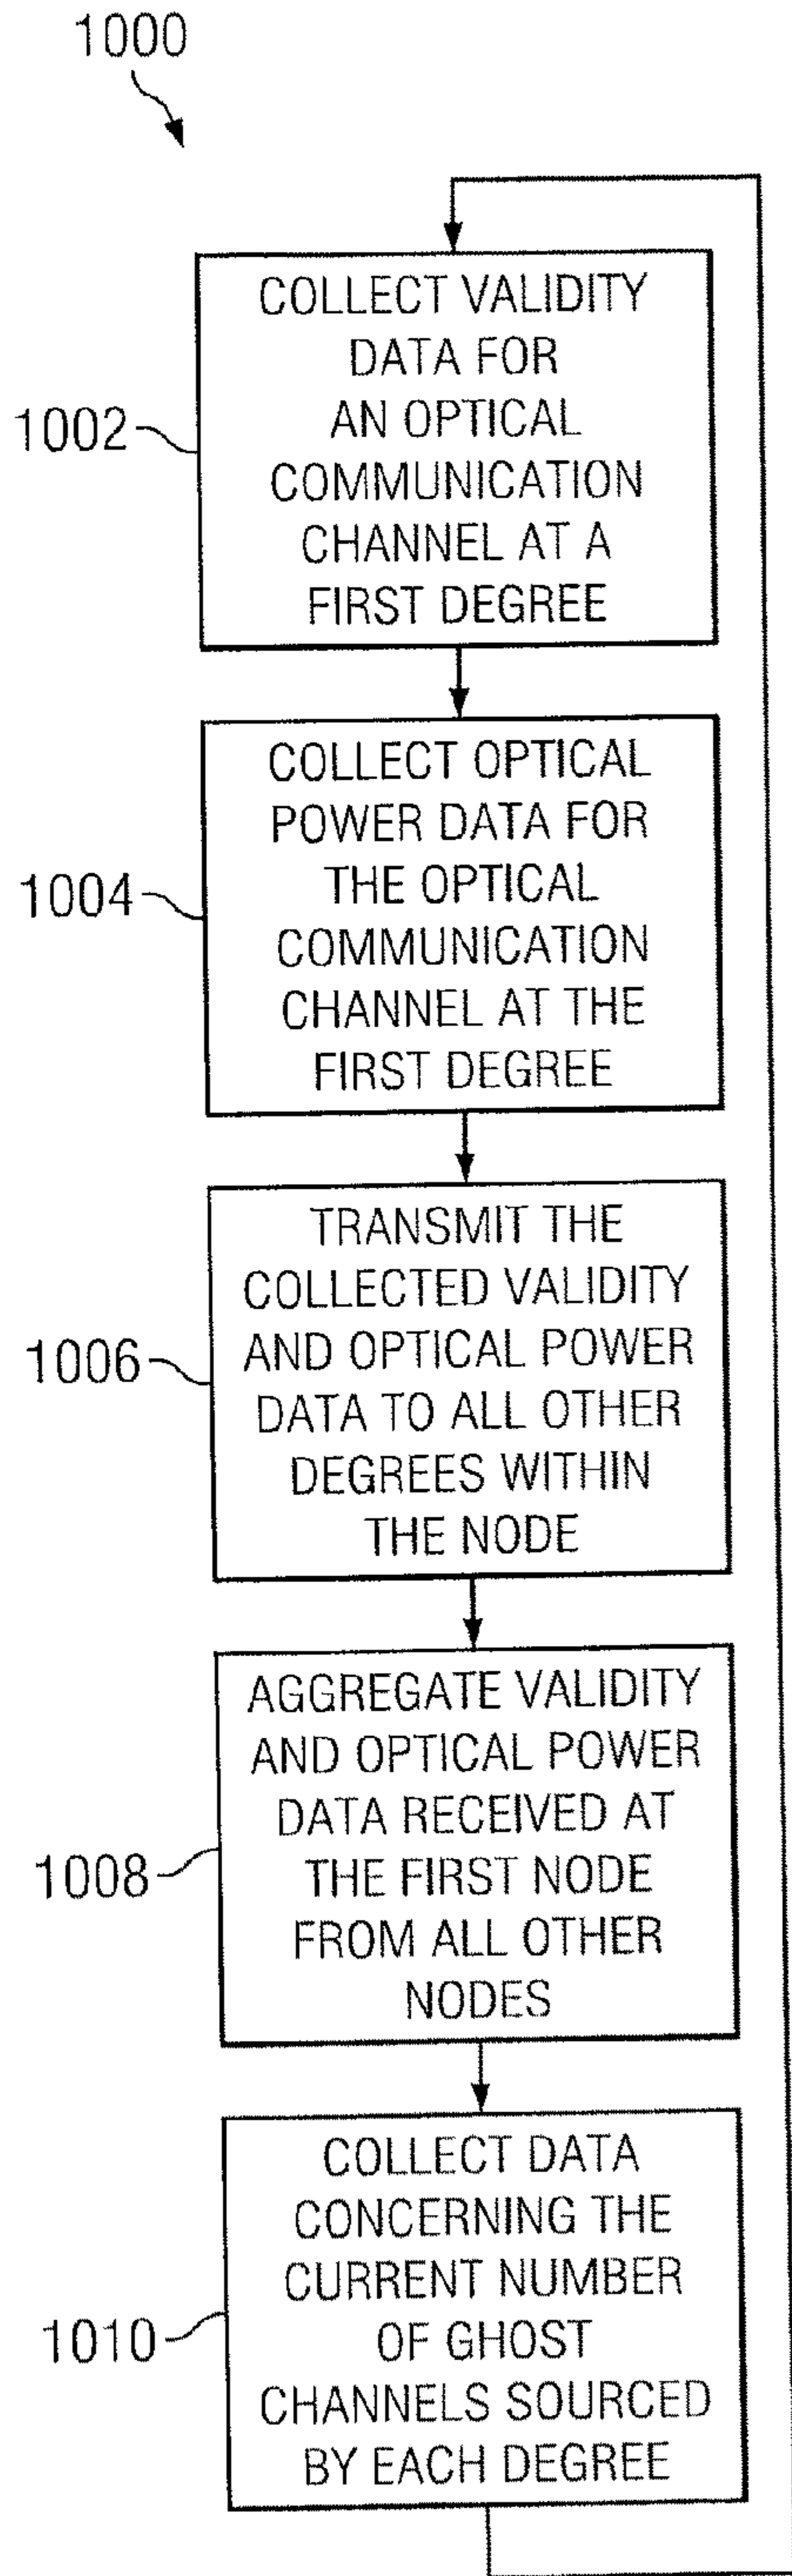 1000
COLLECT VALIDITY
DATA FOR
AN OPTICAL
COMMUNICATION
CHANNEL AT A
FIRST DEGREE
1002
COLLECT OPTICAL
POWER DATA FOR
THE OPTICAL
COMMUNICATION
CHANNEL AT THE
FIRST DEGREE
1004
TRANSMIT THE
COLLECTED VALIDITY
AND OPTICAL POWER
DATA TO ALL OTHER
DEGREES WITHIN
THE NODE
1006
AGGREGATE VALIDITY
AND OPTICAL POWER
DATA RECEIVED AT
THE FIRST NODE
FROM ALL OTHER
NODES
1008
COLLECT DATA
CONCERNING THE
CURRENT NUMBER
OF GHOST
CHANNELS SOURCED
BY EACH DEGREE
1010